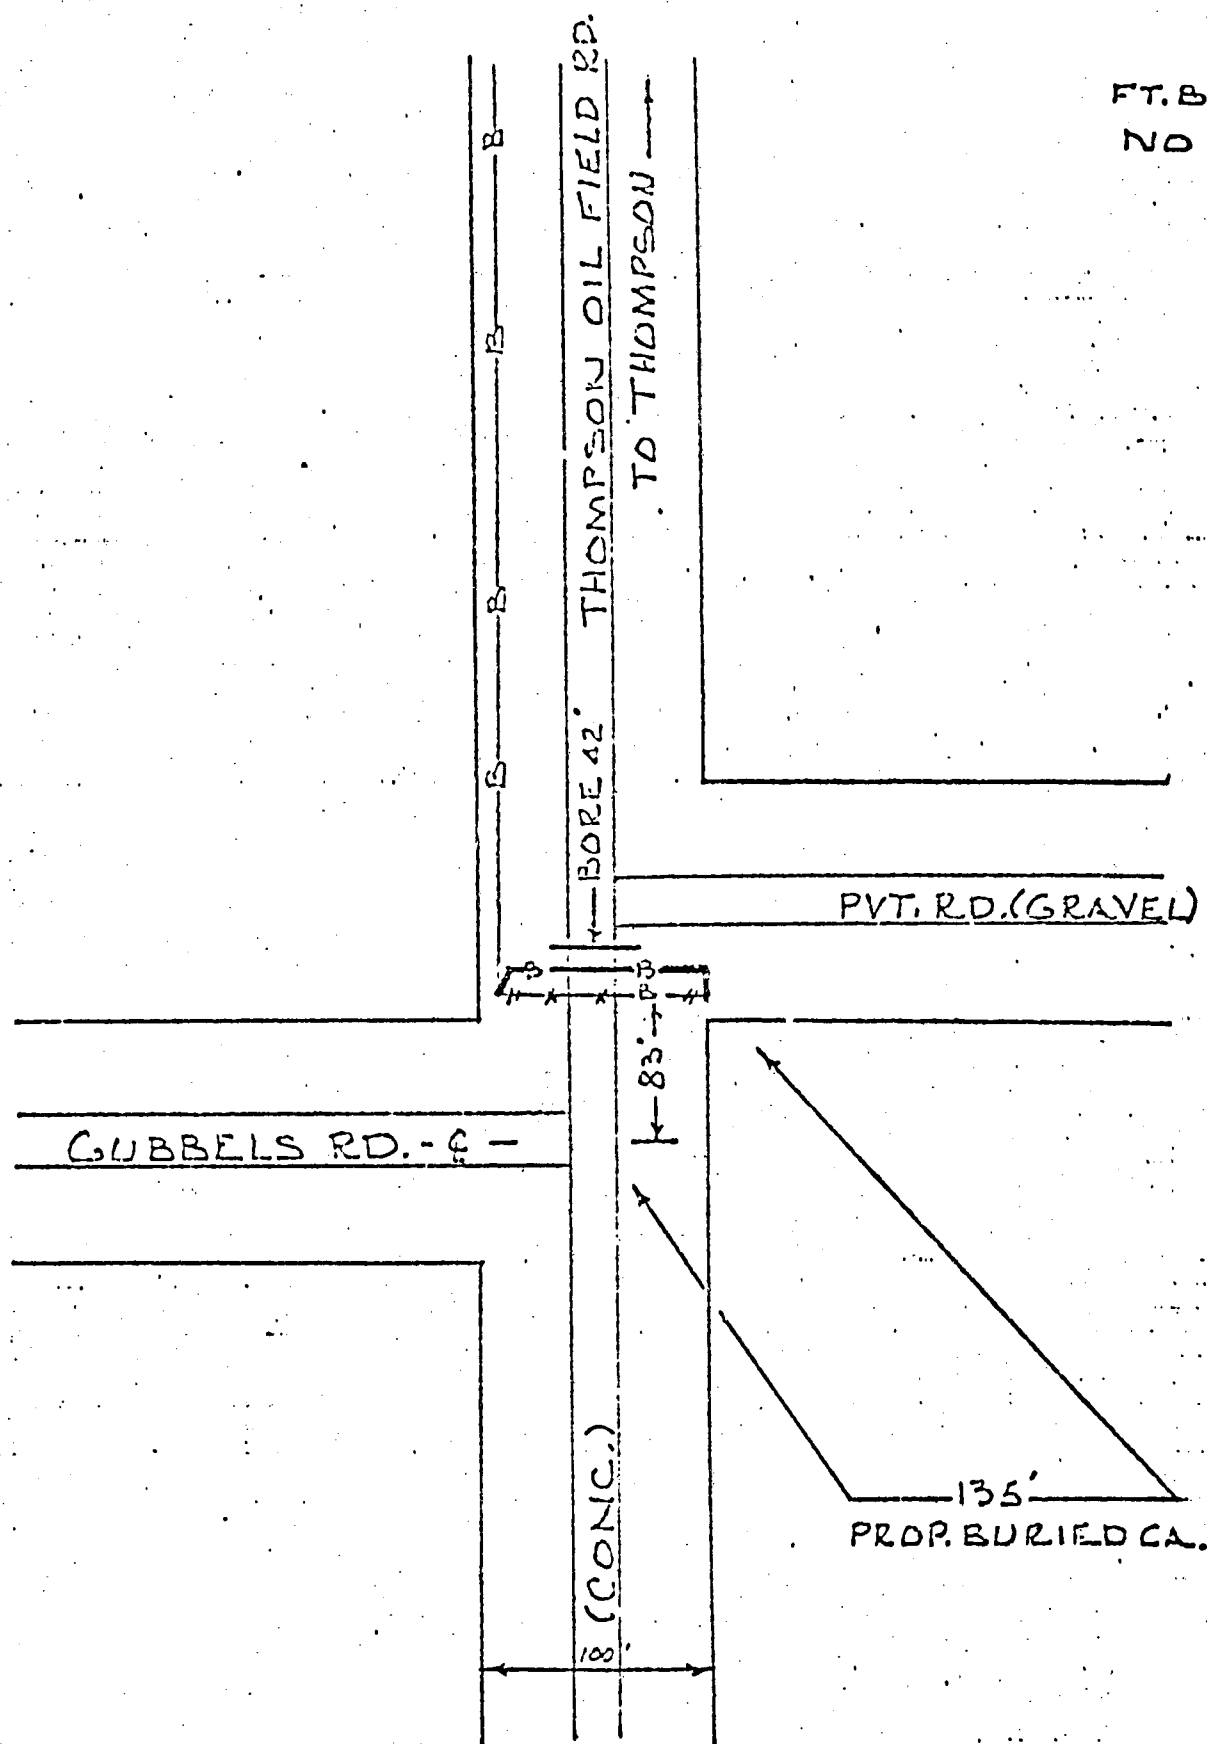 FT. B
NO
THOMPSON OIL FIELD RD.
TO THOMPSON
B
B
B
B
BORE 42'
PVT. RD. (GRAVEL)
B
B
B
83'
GUBBELS RD. - ℄ -
(CONC.)
135'
PROP. BURIED CA.
100'